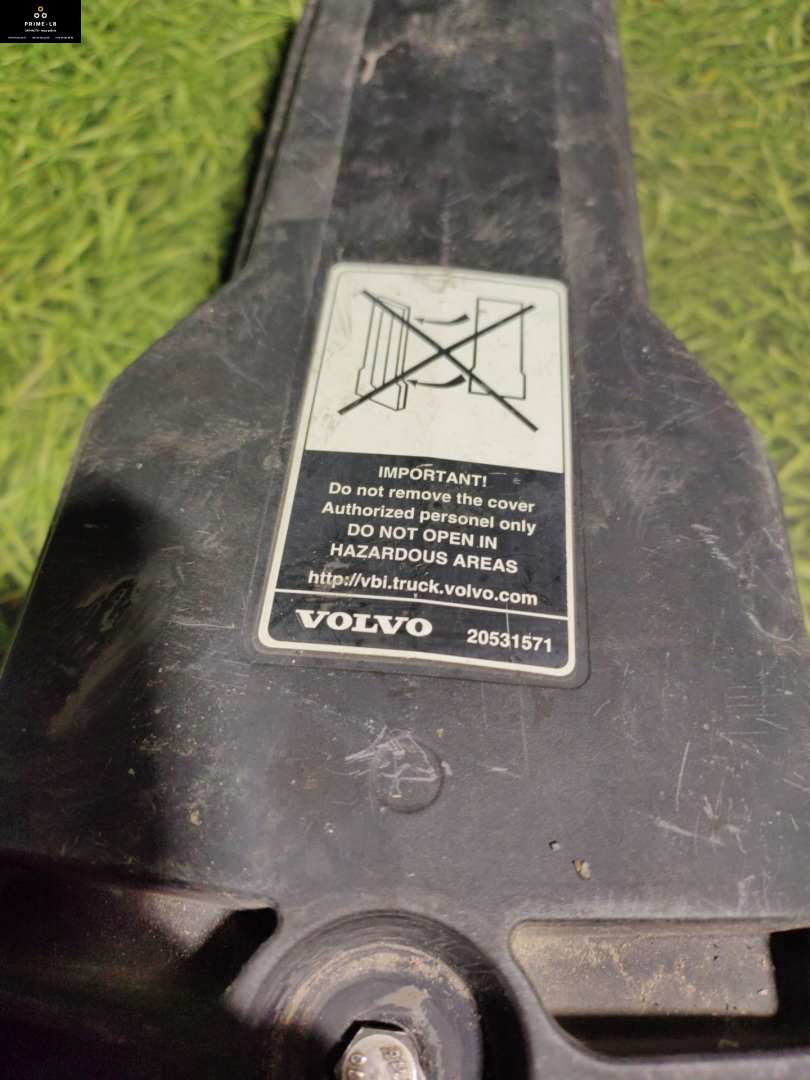 PRIME-LB
IMPORTANT!
Do not remove the cover
Authorized personel only
DO NOT OPEN IN
HAZARDOUS AREAS
http://vbi.truck.volvo.com
VOLVO 20531571